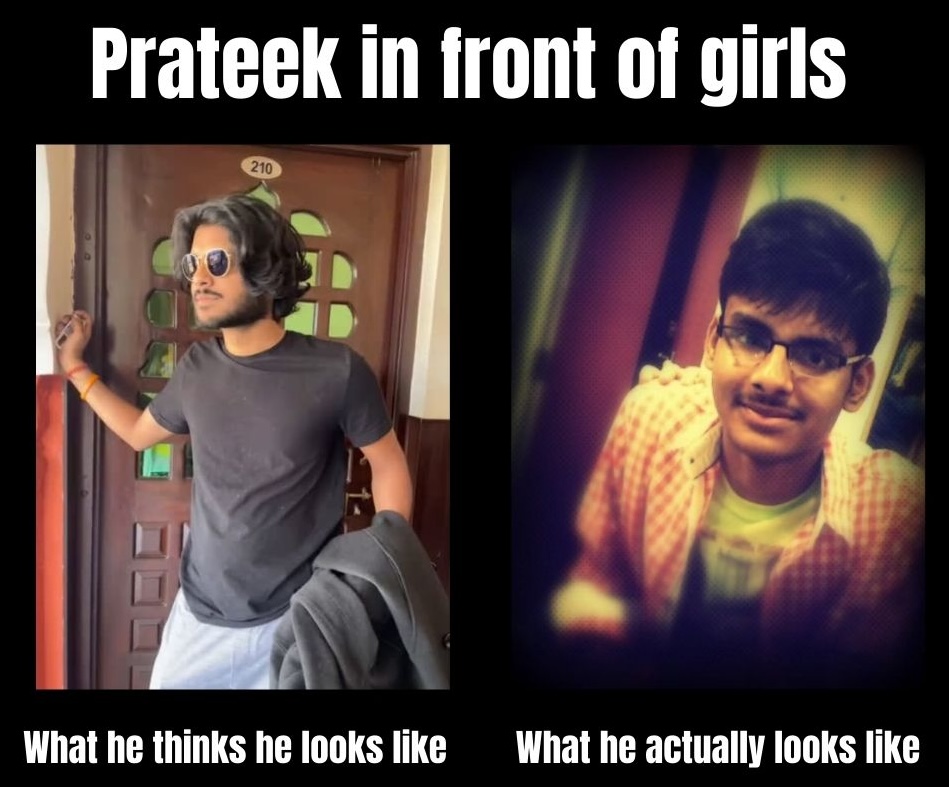 Prateek in front of girls
210
What he thinks he looks like
What he actually looks like